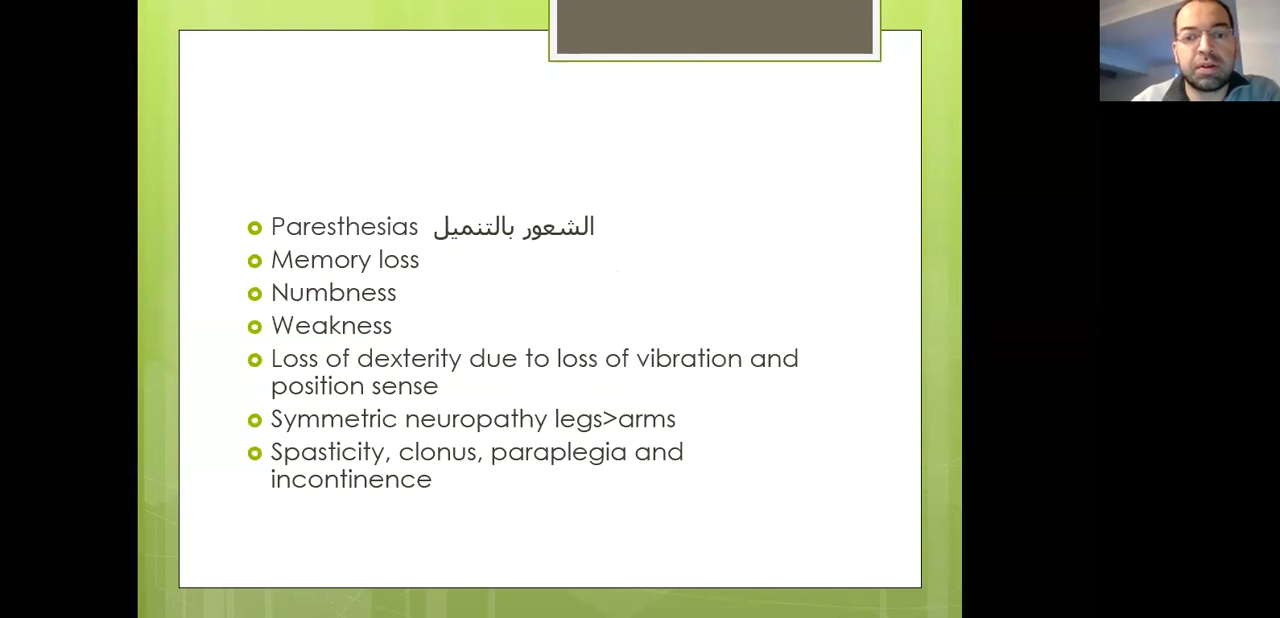 Paresthesias الشعور بالتنميل
Memory loss
Numbness
Weakness
Loss of dexterity due to loss of vibration and
position sense
Symmetric neuropathy legs>arms
Spasticity, clonus, paraplegia and
incontinence